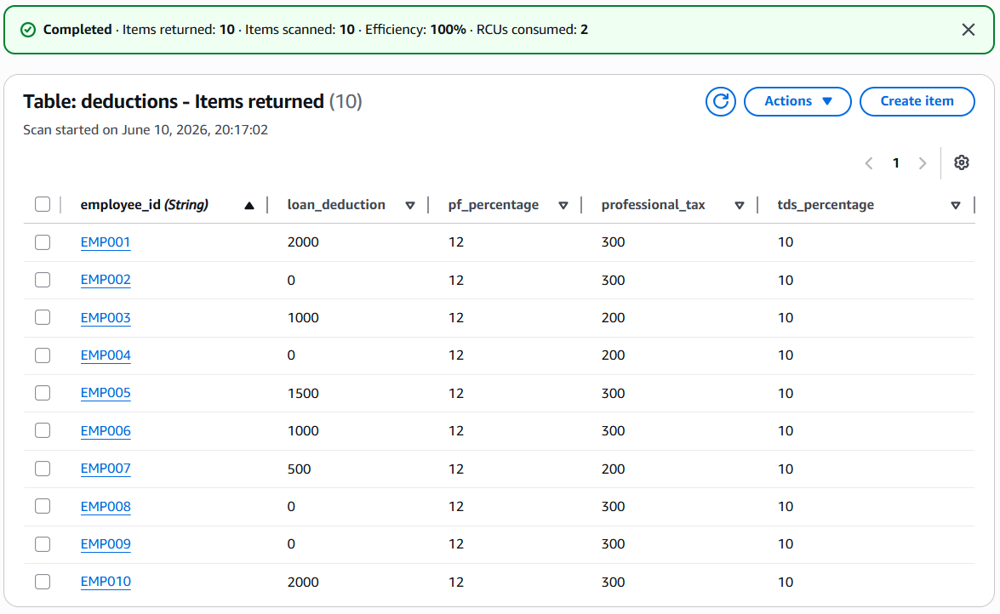 Completed · Items returned: 10 · Items scanned: 10 · Efficiency: 100% · RCUs consumed: 2
Table: deductions - Items returned (10)
Actions
Create item
Scan started on June 10, 2026, 20:17:02
1
employee_id (String) loan_deduction pf_percentage professional_tax tds_percentage
EMP001 2000 12 300 10
EMP002 0 12 300 10
EMP003 1000 12 200 10
EMP004 0 12 200 10
EMP005 1500 12 300 10
EMP006 1000 12 300 10
EMP007 500 12 200 10
EMP008 0 12 300 10
EMP009 0 12 300 10
EMP010 2000 12 300 10